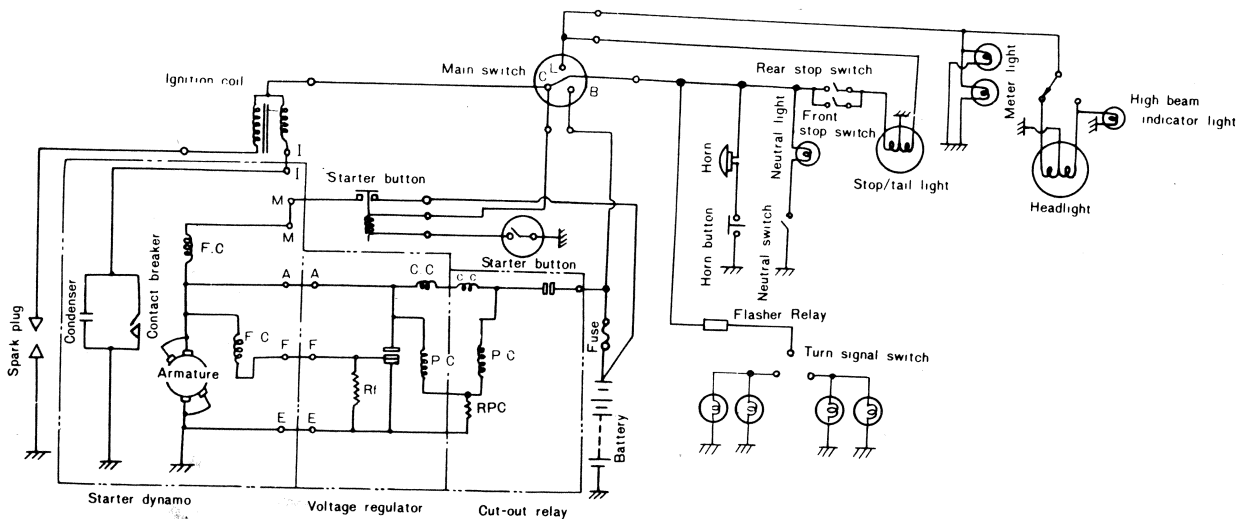 Ignition coil
Main switch
L
C
B
Rear stop switch
Front
stop switch
Meter light
High beam
indicator light
Neutral light
Horn
Stop/tail light
Headlight
I
I
Starter button
M
M
F.C
Contact breaker
Condenser
Spark plug
Starter button
Horn button
Neutral switch
A
A
C C
C C
F C
F
F
P C
P C
Rf
RPC
Fuse
Flasher Relay
Turn signal switch
Armature
E
E
Battery
Starter dynamo
Voltage regulator
Cut-out relay